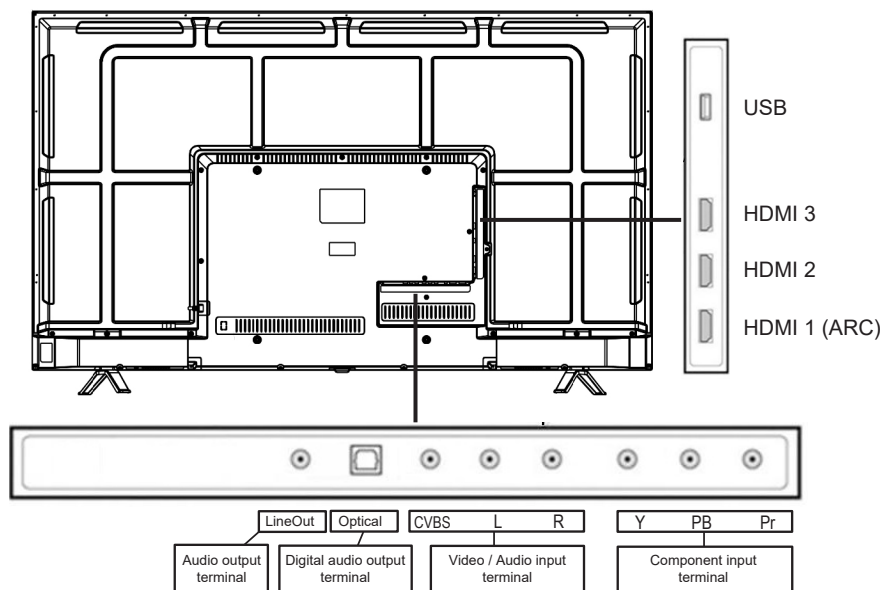 USB
HDMI 3
HDMI 2
HDMI 1 (ARC)
LineOut
Optical
CVBS L R
Y PB Pr
Audio output
terminal
Digital audio output
terminal
Video / Audio input
terminal
Component input
terminal